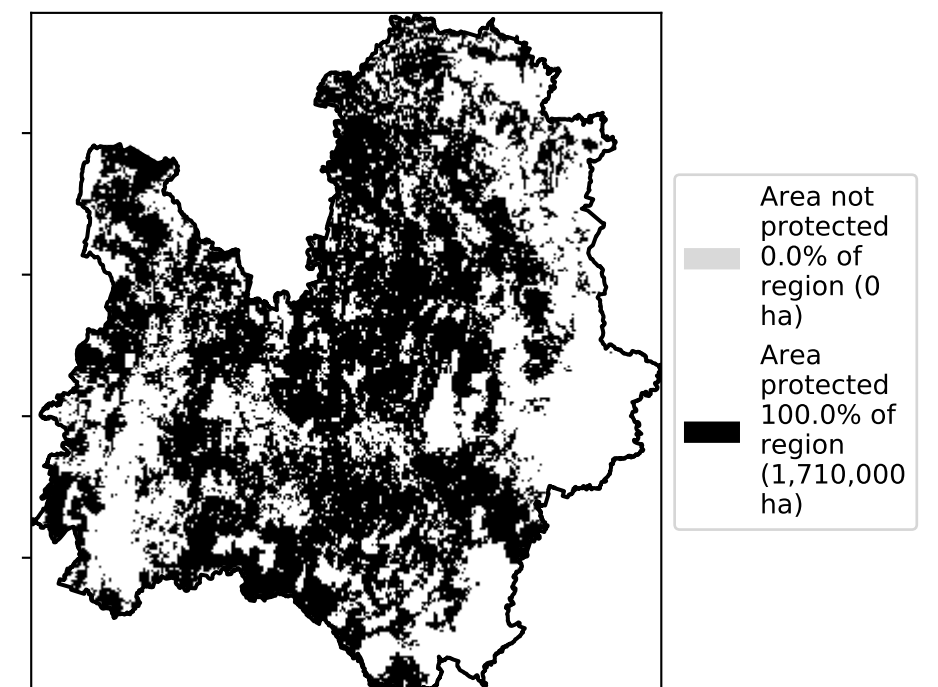 Area not
protected
0.0% of
region (0
ha)
Area
protected
100.0% of
region
(1,710,000
ha)